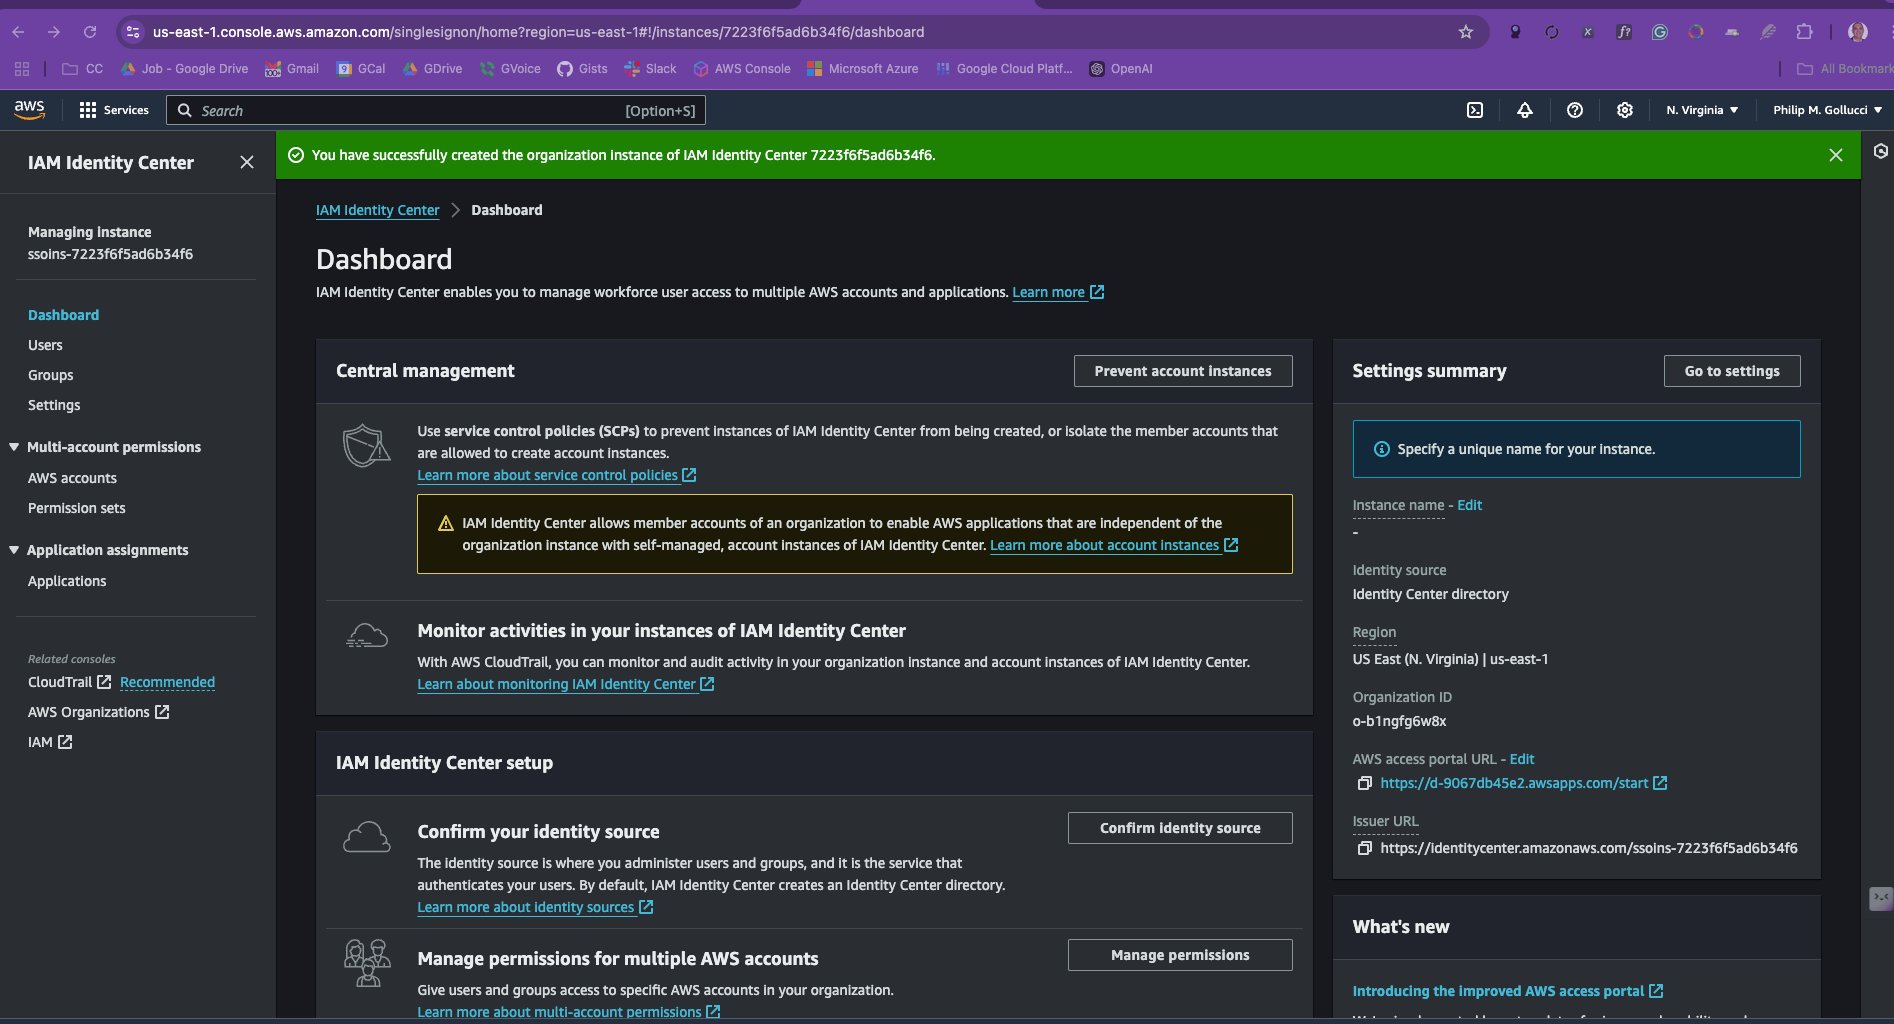 us-east-1.console.aws.amazon.com/singlesignon/home?region=us-east-1#!/instances/7223f6f5ad6b34f6/dashboard
CC Job - Google Drive Gmail GCal GDrive GVoice Gists Slack AWS Console Microsoft Azure Google Cloud Platf... OpenAI All Bookmark
aws Services Search [Option+S] N. Virginia Philip M. Gollucci
IAM Identity Center
Managing instance
ssoins-7223f6f5ad6b34f6
Dashboard
Users
Groups
Settings
Multi-account permissions
AWS accounts
Permission sets
Application assignments
Applications
Related consoles
CloudTrail Recommended
AWS Organizations
IAM
You have successfully created the organization instance of IAM Identity Center 7223f6f5ad6b34f6.
IAM Identity Center Dashboard
Dashboard
IAM Identity Center enables you to manage workforce user access to multiple AWS accounts and applications. Learn more
Central management Prevent account instances
Use service control policies (SCPs) to prevent instances of IAM Identity Center from being created, or isolate the member accounts that
are allowed to create account instances.
Learn more about service control policies
IAM Identity Center allows member accounts of an organization to enable AWS applications that are independent of the
organization instance with self-managed, account instances of IAM Identity Center. Learn more about account instances
Monitor activities in your instances of IAM Identity Center
With AWS CloudTrail, you can monitor and audit activity in your organization instance and account instances of IAM Identity Center.
Learn about monitoring IAM Identity Center
IAM Identity Center setup
Confirm your identity source Confirm identity source
The identity source is where you administer users and groups, and it is the service that
authenticates your users. By default, IAM Identity Center creates an Identity Center directory.
Learn more about identity sources
Manage permissions for multiple AWS accounts Manage permissions
Give users and groups access to specific AWS accounts in your organization.
Learn more about multi-account permissions
Settings summary Go to settings
Specify a unique name for your instance.
Instance name - Edit
-
Identity source
Identity Center directory
Region
US East (N. Virginia) | us-east-1
Organization ID
o-b1ngfg6w8x
AWS access portal URL - Edit
https://d-9067db45e2.awsapps.com/start
Issuer URL
https://identitycenter.amazonaws.com/ssoins-7223f6f5ad6b34f6
What's new
Introducing the improved AWS access portal